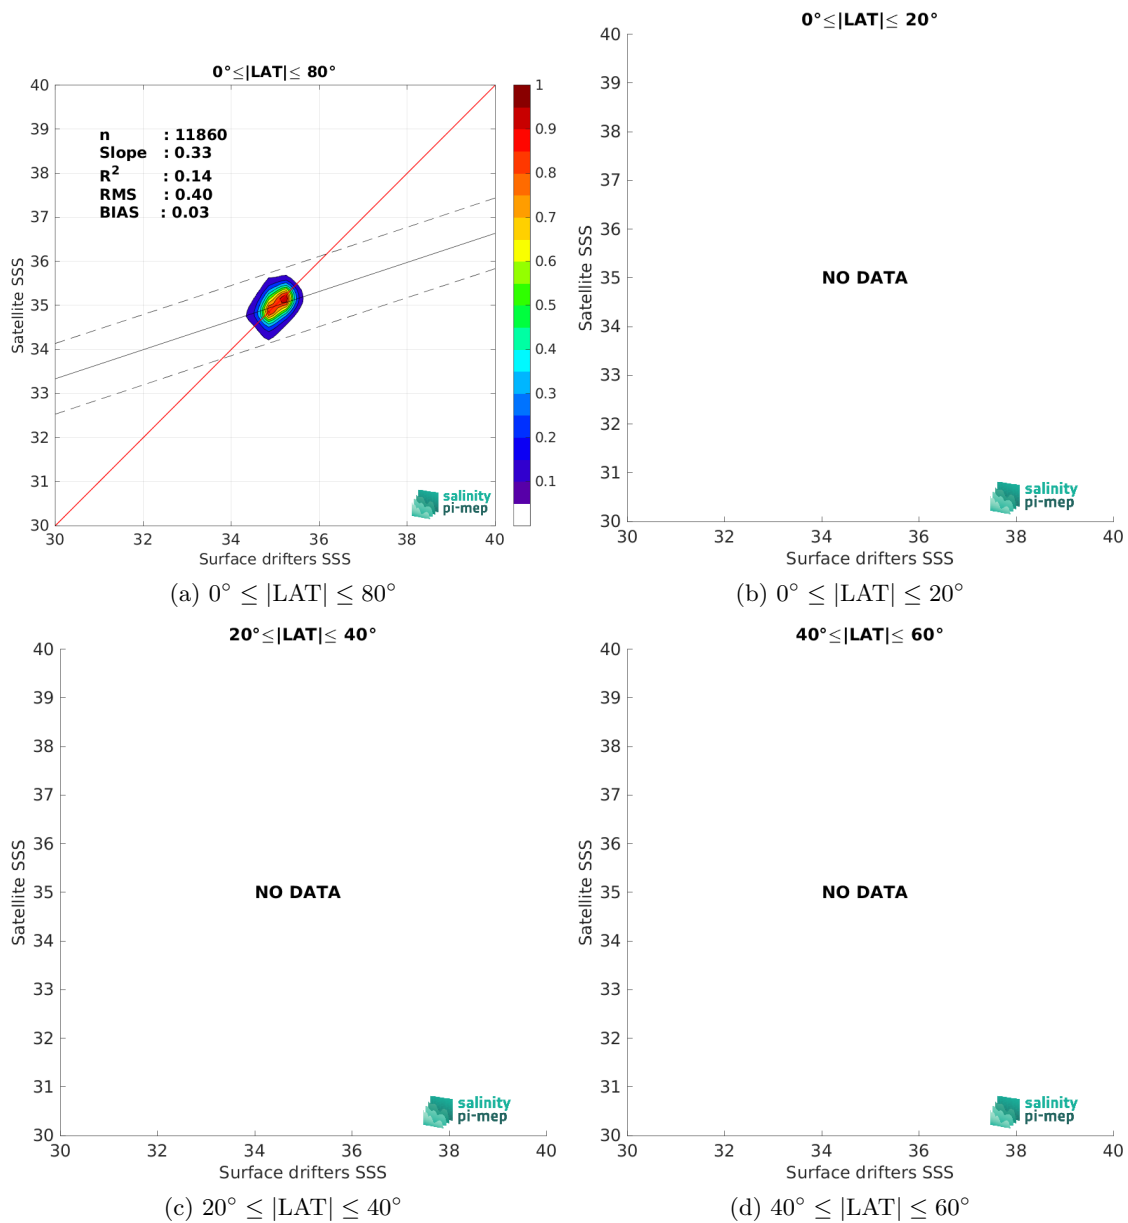 0°≤|LAT|≤ 80°
40
39
38
37
36
35
34
33
32
31
30
Satellite SSS
n : 11860
Slope : 0.33
R² : 0.14
RMS : 0.40
BIAS : 0.03
salinity
pi-mep
30 32 34 36 38 40
Surface drifters SSS
1
0.9
0.8
0.7
0.6
0.5
0.4
0.3
0.2
0.1
(a) 0° ≤ |LAT| ≤ 80°
0°≤|LAT|≤ 20°
40
39
38
37
36
35
34
33
32
31
30
Satellite SSS
NO DATA
salinity
pi-mep
30 32 34 36 38 40
Surface drifters SSS
(b) 0° ≤ |LAT| ≤ 20°
20°≤|LAT|≤ 40°
40
39
38
37
36
35
34
33
32
31
30
Satellite SSS
NO DATA
salinity
pi-mep
30 32 34 36 38 40
Surface drifters SSS
(c) 20° ≤ |LAT| ≤ 40°
40°≤|LAT|≤ 60°
40
39
38
37
36
35
34
33
32
31
30
Satellite SSS
NO DATA
salinity
pi-mep
30 32 34 36 38 40
Surface drifters SSS
(d) 40° ≤ |LAT| ≤ 60°